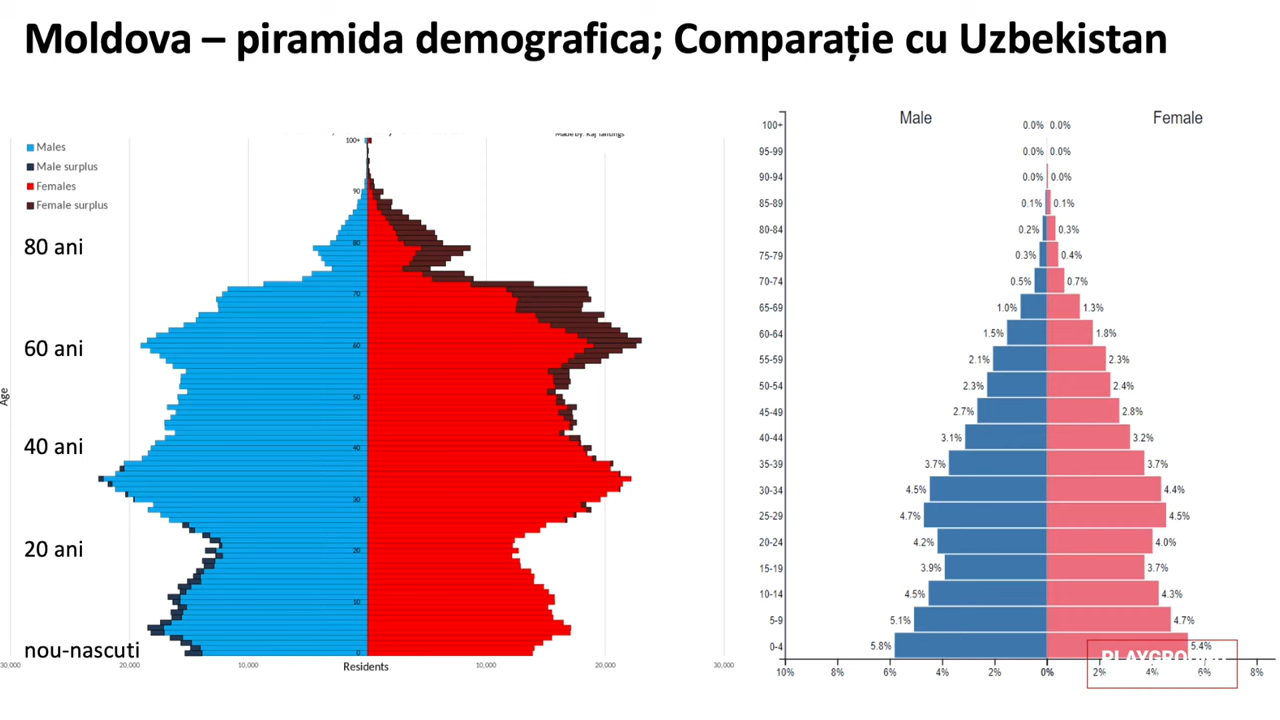 Moldova – piramida demografica; Comparație cu Uzbekistan
Made by: Kaj Tallungs
Males
Male surplus
Females
Female surplus
80 ani
60 ani
40 ani
20 ani
nou-nascuti
Age
100+
90
80
70
60
50
40
30
20
10
0
30,000
20,000
10,000
Residents
10,000
20,000
30,000
Male
Female
100+ 0.0% 0.0%
95-99 0.0% 0.0%
90-94 0.0% 0.0%
85-89 0.1% 0.1%
80-84 0.2% 0.3%
75-79 0.3% 0.4%
70-74 0.5% 0.7%
65-69 1.0% 1.3%
60-64 1.5% 1.8%
55-59 2.1% 2.3%
50-54 2.3% 2.4%
45-49 2.7% 2.8%
40-44 3.1% 3.2%
35-39 3.7% 3.7%
30-34 4.5% 4.4%
25-29 4.7% 4.5%
20-24 4.2% 4.0%
15-19 3.9% 3.7%
10-14 4.5% 4.3%
5-9 5.1% 4.7%
0-4 5.8% 5.4%
PLAYGROUND
10% 8% 6% 4% 2% 0% 2% 4% 6% 8%